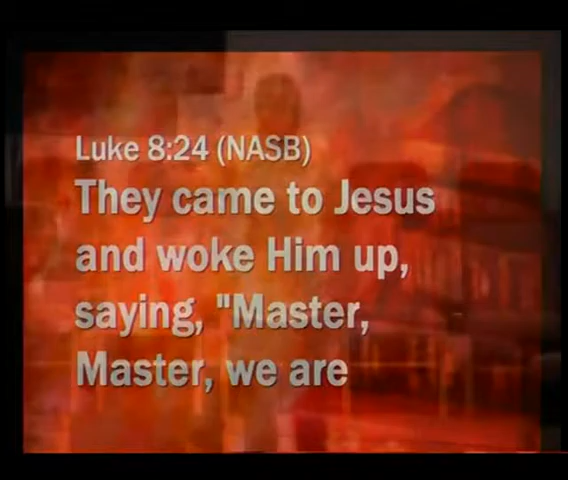 Luke 8:24 (NASB)
They came to Jesus
and woke Him up,
saying, "Master,
Master, we are